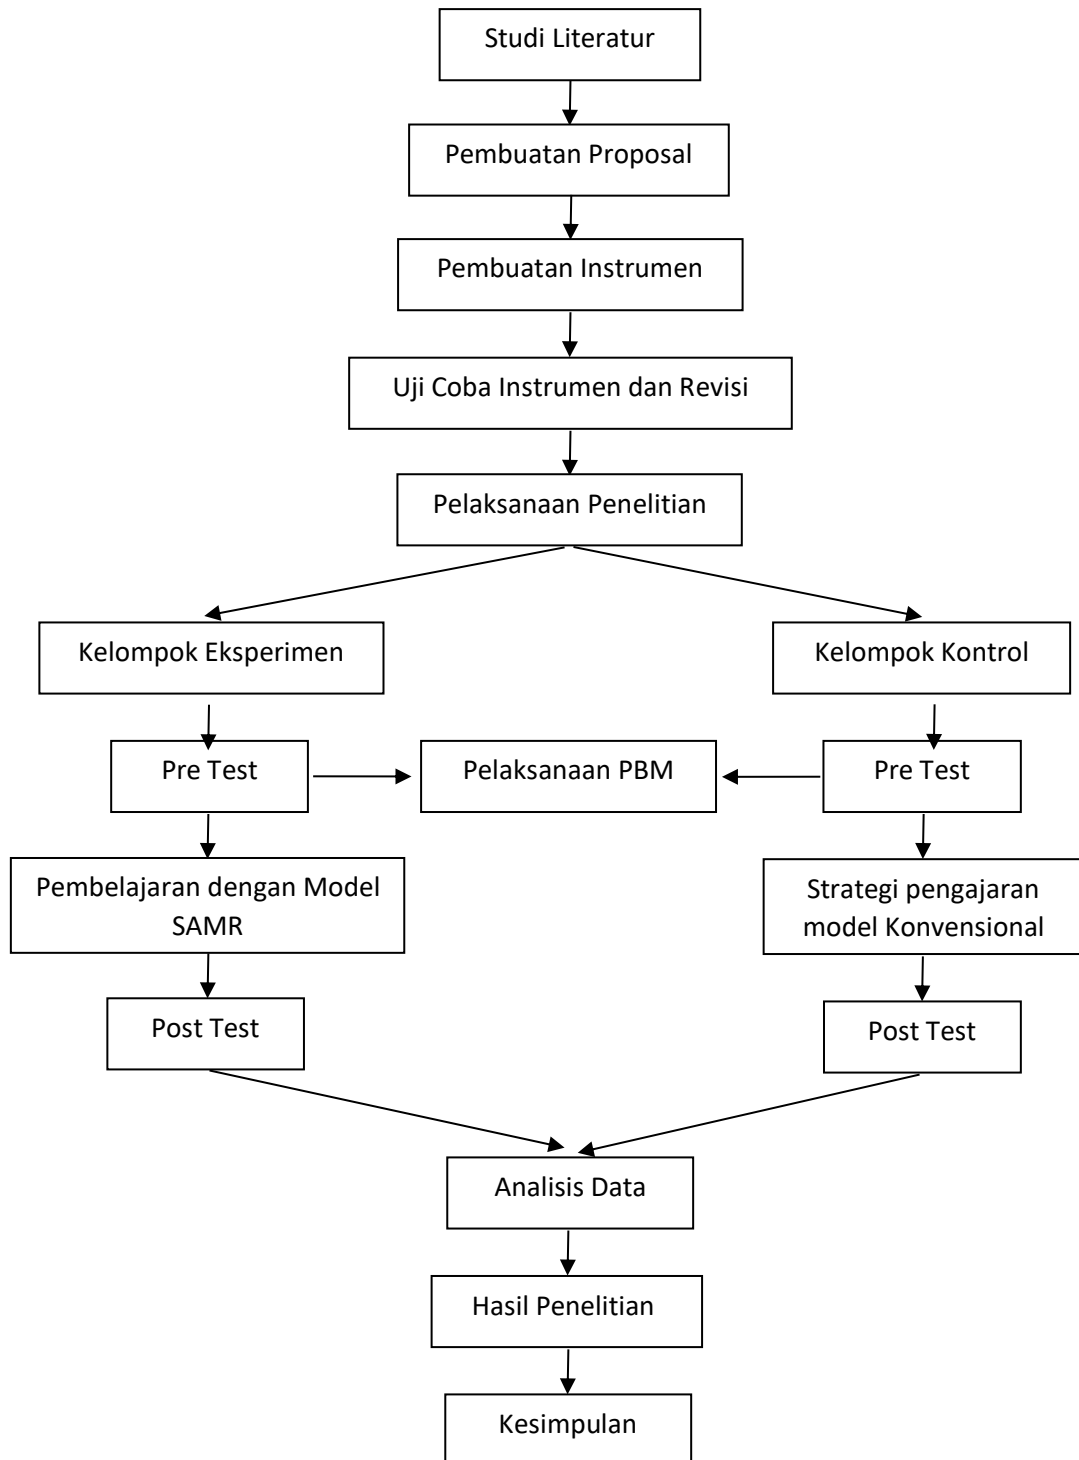 Studi Literatur
Pembuatan Proposal
Pembuatan Instrumen
Uji Coba Instrumen dan Revisi
Pelaksanaan Penelitian
Kelompok Eksperimen
Kelompok Kontrol
Pre Test
Pelaksanaan PBM
Pre Test
Pembelajaran dengan Model
SAMR
Strategi pengajaran
model Konvensional
Post Test
Post Test
Analisis Data
Hasil Penelitian
Kesimpulan